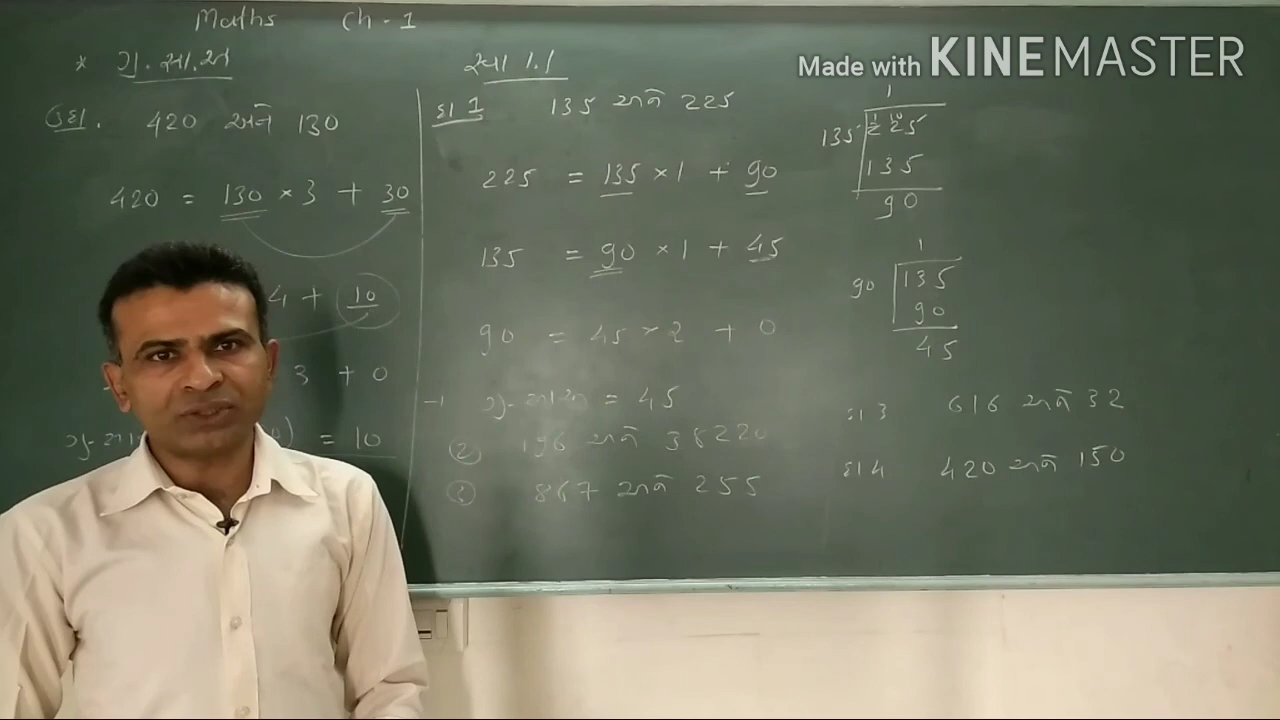 Maths Ch-1
* ગુ.સા.અ
ઉદા. 420 અને 130
420 = 130 × 3 + 30
4 + 10
3 + 0
ગુ.સા. ) = 10
સ્વા 1.1
દા 1 135 અને 225
225 = 135 × 1 + 90
135 = 90 × 1 + 45
90 = 45 × 2 + 0
→ ગુ.સા.અ = 45
(2) 196 અને 38220
(3) 867 અને 255
Made with KINEMASTER
1
135 225
135
90
1
90 135
90
45
દા 3 616 અને 32
દા 4 420 અને 150